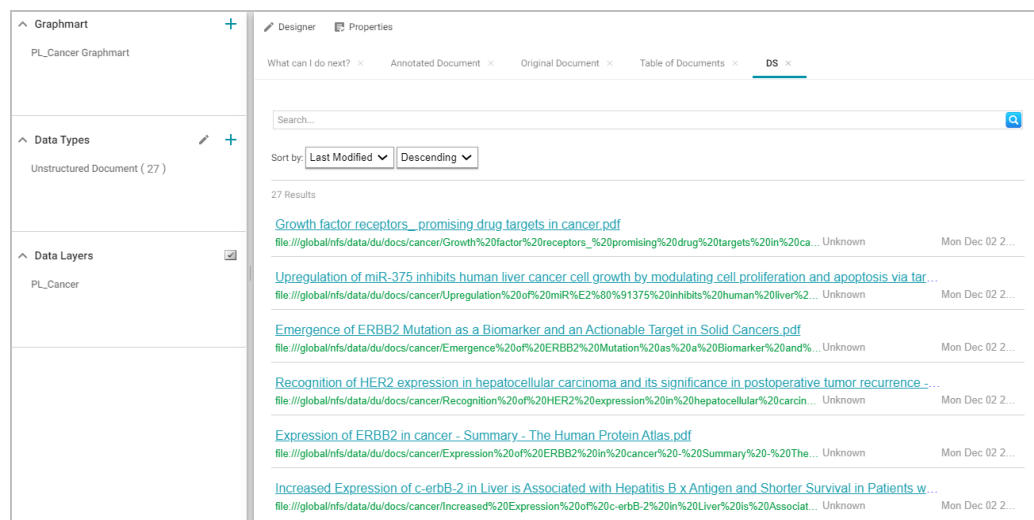 Graphmart
PL_Cancer Graphmart
Data Types
Unstructured Document ( 27 )
Data Layers
PL_Cancer
Designer Properties
What can I do next? × Annotated Document × Original Document × Table of Documents × DS ×
Search...
Sort by: Last Modified Descending
27 Results
Growth factor receptors_ promising drug targets in cancer.pdf
file:///global/nfs/data/du/docs/cancer/Growth%20factor%20receptors_%20promising%20drug%20targets%20in%20ca... Unknown Mon Dec 02 2...
Upregulation of miR-375 inhibits human liver cancer cell growth by modulating cell proliferation and apoptosis via tar...
file:///global/nfs/data/du/docs/cancer/Upregulation%20of%20miR%E2%80%91375%20inhibits%20human%20liver%2... Unknown Mon Dec 02 2...
Emergence of ERBB2 Mutation as a Biomarker and an Actionable Target in Solid Cancers.pdf
file:///global/nfs/data/du/docs/cancer/Emergence%20of%20ERBB2%20Mutation%20as%20a%20Biomarker%20and%... Unknown Mon Dec 02 2...
Recognition of HER2 expression in hepatocellular carcinoma and its significance in postoperative tumor recurrence -...
file:///global/nfs/data/du/docs/cancer/Recognition%20of%20HER2%20expression%20in%20hepatocellular%20carcin... Unknown Mon Dec 02 2...
Expression of ERBB2 in cancer - Summary - The Human Protein Atlas.pdf
file:///global/nfs/data/du/docs/cancer/Expression%20of%20ERBB2%20in%20cancer%20-%20Summary%20-%20The... Unknown Mon Dec 02 2...
Increased Expression of c-erbB-2 in Liver is Associated with Hepatitis B x Antigen and Shorter Survival in Patients w...
file:///global/nfs/data/du/docs/cancer/Increased%20Expression%20of%20c-erbB-2%20in%20Liver%20is%20Associat... Unknown Mon Dec 02 2...